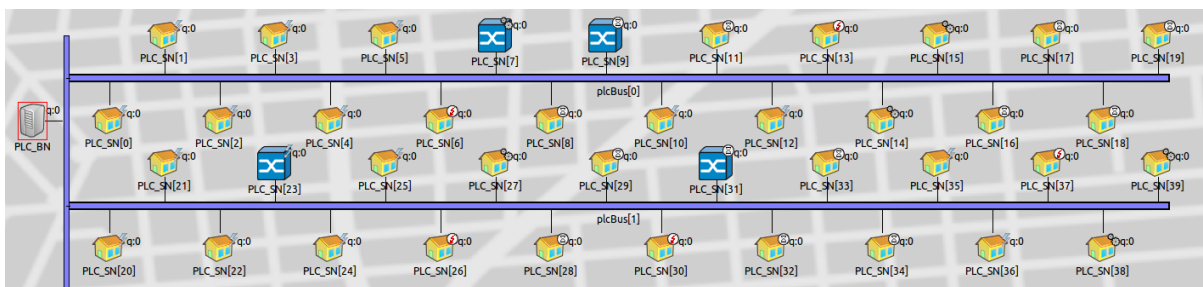 q:0 q:0 q:0 q:0 q:0 q:0 q:0 q:0 q:0 q:0
PLC_SN[1] PLC_SN[3] PLC_SN[5] PLC_SN[7] PLC_SN[9] PLC_SN[11] PLC_SN[13] PLC_SN[15] PLC_SN[17] PLC_SN[19]
plcBus[0]
q:0 q:0 q:0 q:0 q:0 q:0 q:0 q:0 q:0 q:0 q:0
PLC_BN PLC_SN[0] PLC_SN[2] PLC_SN[4] PLC_SN[6] PLC_SN[8] PLC_SN[10] PLC_SN[12] PLC_SN[14] PLC_SN[16] PLC_SN[18]
q:0 q:0 q:0 q:0 q:0 q:0 q:0 q:0 q:0 q:0
PLC_SN[21] PLC_SN[23] PLC_SN[25] PLC_SN[27] PLC_SN[29] PLC_SN[31] PLC_SN[33] PLC_SN[35] PLC_SN[37] PLC_SN[39]
plcBus[1]
q:0 q:0 q:0 q:0 q:0 q:0 q:0 q:0 q:0 q:0
PLC_SN[20] PLC_SN[22] PLC_SN[24] PLC_SN[26] PLC_SN[28] PLC_SN[30] PLC_SN[32] PLC_SN[34] PLC_SN[36] PLC_SN[38]